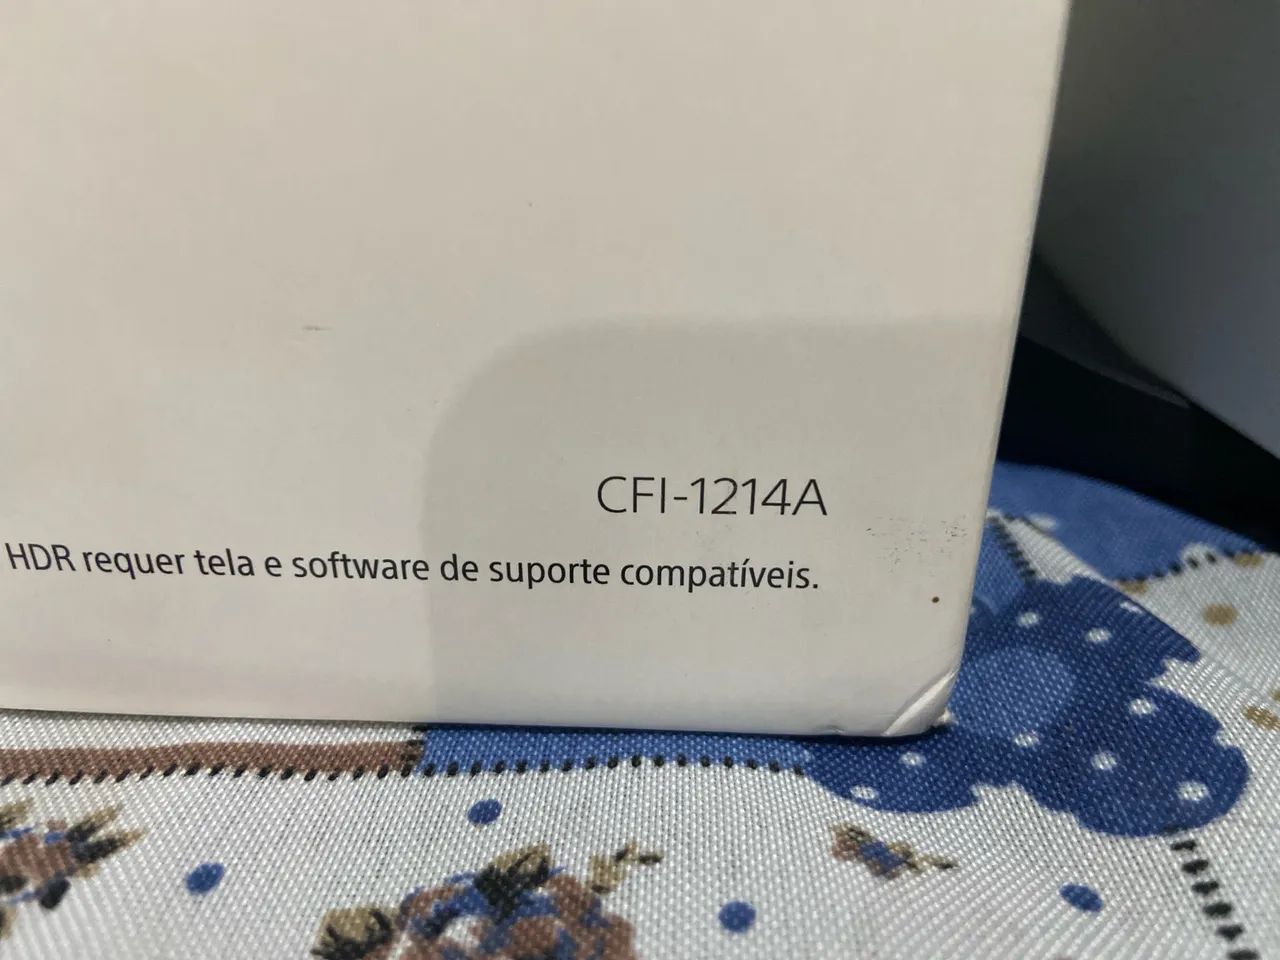 CFI-1214A
HDR requer tela e software de suporte compatíveis.